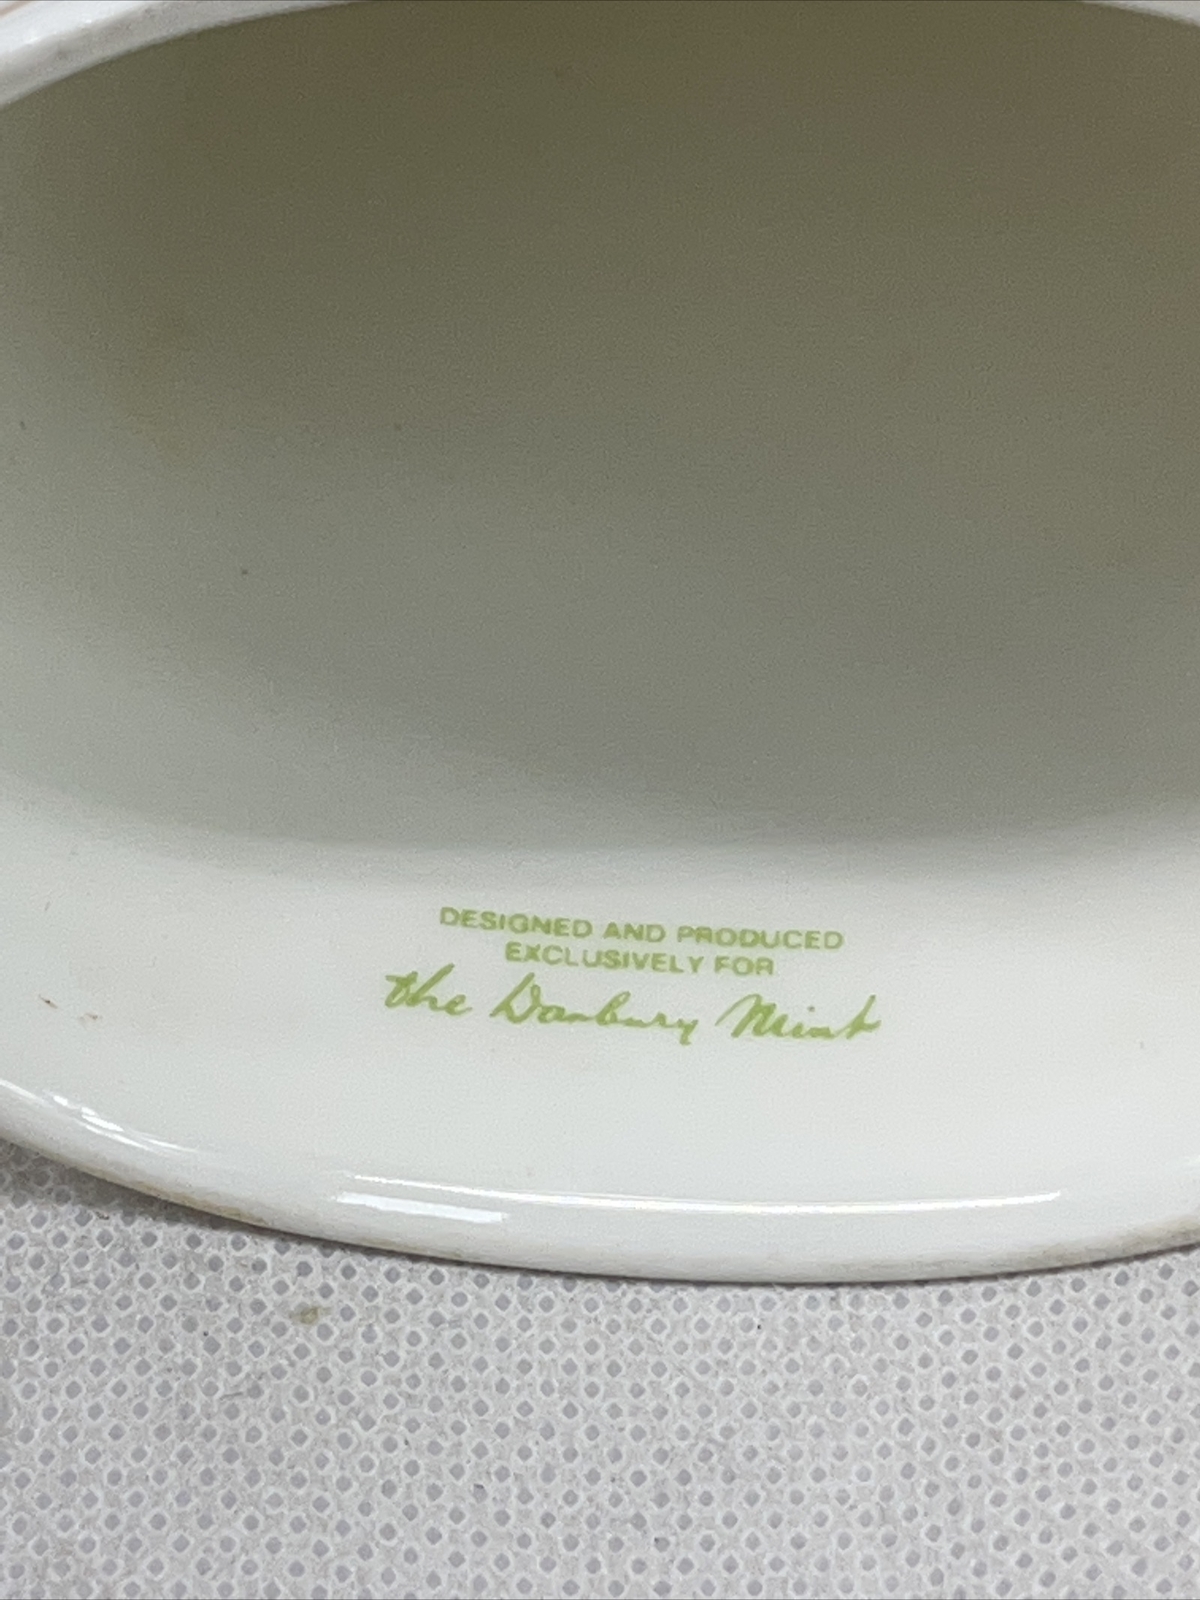 DESIGNED AND PRODUCED
EXCLUSIVELY FOR
the Danbury Mint